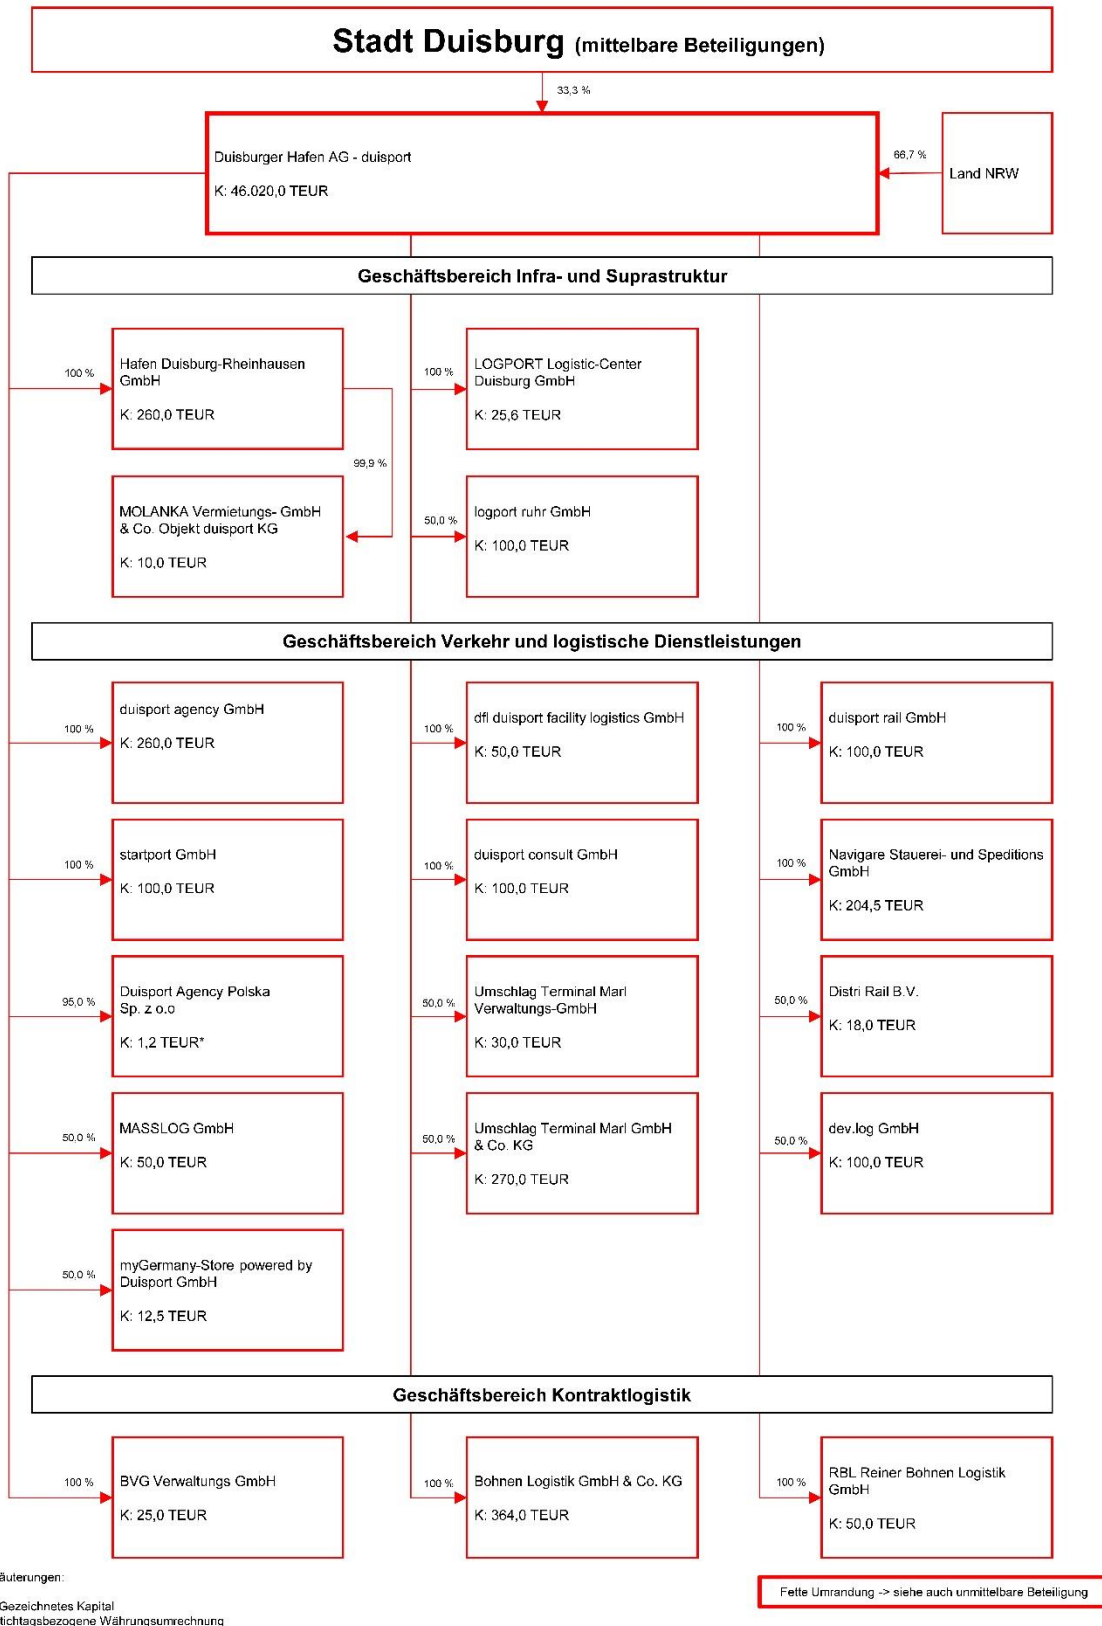 Stadt Duisburg (mittelbare Beteiligungen)
33,3 %
Duisburger Hafen AG - duisport
K: 46.020,0 TEUR
66,7 %
Land NRW
Geschäftsbereich Infra- und Suprastruktur
100 %
Hafen Duisburg-Rheinhausen
GmbH
K: 260,0 TEUR
100 %
LOGPORT Logistic-Center
Duisburg GmbH
K: 25,6 TEUR
99,9 %
MOLANKA Vermietungs- GmbH
& Co. Objekt duisport KG
K: 10,0 TEUR
50,0 %
logport ruhr GmbH
K: 100,0 TEUR
Geschäftsbereich Verkehr und logistische Dienstleistungen
100 %
duisport agency GmbH
K: 260,0 TEUR
100 %
dfl duisport facility logistics GmbH
K: 50,0 TEUR
100 %
duisport rail GmbH
K: 100,0 TEUR
100 %
startport GmbH
K: 100,0 TEUR
100 %
duisport consult GmbH
K: 100,0 TEUR
100 %
Navigare Stauerei- und Speditions
GmbH
K: 204,5 TEUR
95,0 %
Duisport Agency Polska
Sp. z o.o
K: 1,2 TEUR*
50,0 %
Umschlag Terminal Marl
Verwaltungs-GmbH
K: 30,0 TEUR
50,0 %
Distri Rail B.V.
K: 18,0 TEUR
50,0 %
MASSLOG GmbH
K: 50,0 TEUR
50,0 %
Umschlag Terminal Marl GmbH
& Co. KG
K: 270,0 TEUR
50,0 %
dev.log GmbH
K: 100,0 TEUR
50,0 %
myGermany-Store powered by
Duisport GmbH
K: 12,5 TEUR
Geschäftsbereich Kontraktlogistik
100 %
BVG Verwaltungs GmbH
K: 25,0 TEUR
100 %
Bohnen Logistik GmbH & Co. KG
K: 364,0 TEUR
100 %
RBL Reiner Bohnen Logistik
GmbH
K: 50,0 TEUR
äuterungen:
Gezeichnetes Kapital
tichtagsbezogene Währungsumrechnung
Fette Umrandung -> siehe auch unmittelbare Beteiligung